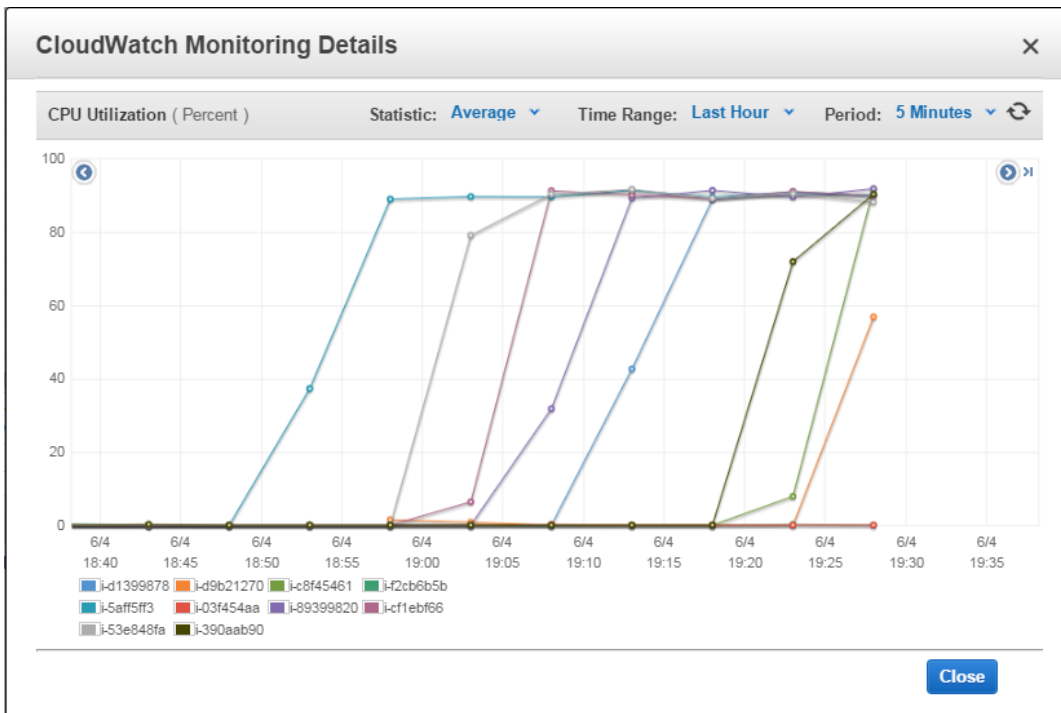 CloudWatch Monitoring Details
CPU Utilization ( Percent ) Statistic: Average Time Range: Last Hour Period: 5 Minutes
100
80
60
40
20
0
6/4 6/4 6/4 6/4 6/4 6/4 6/4 6/4 6/4 6/4 6/4 6/4
18:40 18:45 18:50 18:55 19:00 19:05 19:10 19:15 19:20 19:25 19:30 19:35
i-d1399878 i-d9b21270 i-c8f45461 i-f2cb6b5b
i-5aff5ff3 i-03f454aa i-89399820 i-cf1ebf66
i-53e848fa i-390aab90
Close